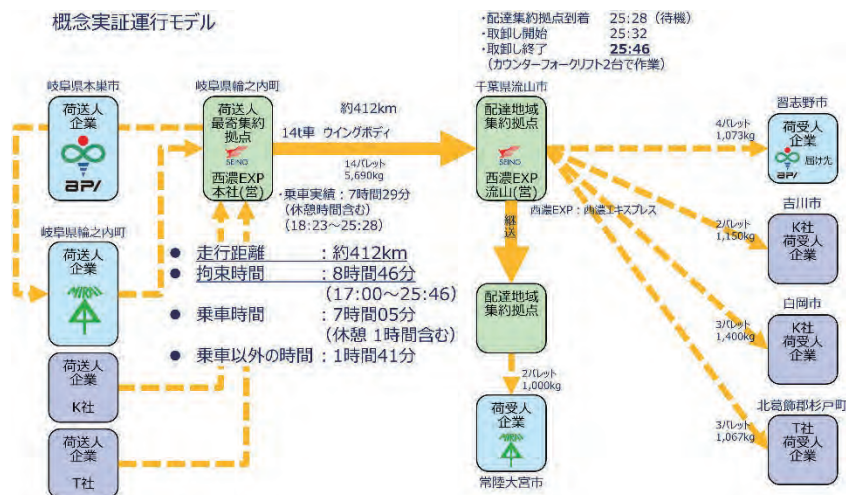 概念実証運行モデル
・配達集約拠点到着　25:28（待機）
・取卸し開始　25:32
・取卸し終了　25:46
（カウンターフォークリフト2台で作業）
岐阜県本巣市
荷送人
企業
API
岐阜県輪之内町
荷送人
最寄集約
拠点
SEINO
西濃EXP
本社(営)
約412km
14t車　ウイングボディ
14パレット
5,690kg
・乗車実績：7時間29分
(休憩時間含む)
(18:23～25:28)
千葉県流山市
配達地域
集約拠点
SEINO
西濃EXP
流山(営)
西濃EXP：西濃エキスプレス
4パレット
1,073kg
習志野市
荷受人
企業
API
届け先
2パレット
1,150kg
吉川市
K社
荷受人
企業
3パレット
1,400kg
白岡市
K社
荷受人
企業
3パレット
1,067kg
北葛飾郡杉戸町
T社
荷受人
企業
岐阜県輪之内町
荷送人
企業
MIRAI
荷送人
企業
K社
荷送人
企業
T社
● 走行距離　：約412km
● 拘束時間　：8時間46分
(17:00～25:46)
● 乗車時間　：7時間05分
(休憩 1時間含む)
● 乗車以外の時間：1時間41分
継送
配達地域
集約拠点
2パレット
1,000kg
荷受人
企業
常陸大宮市